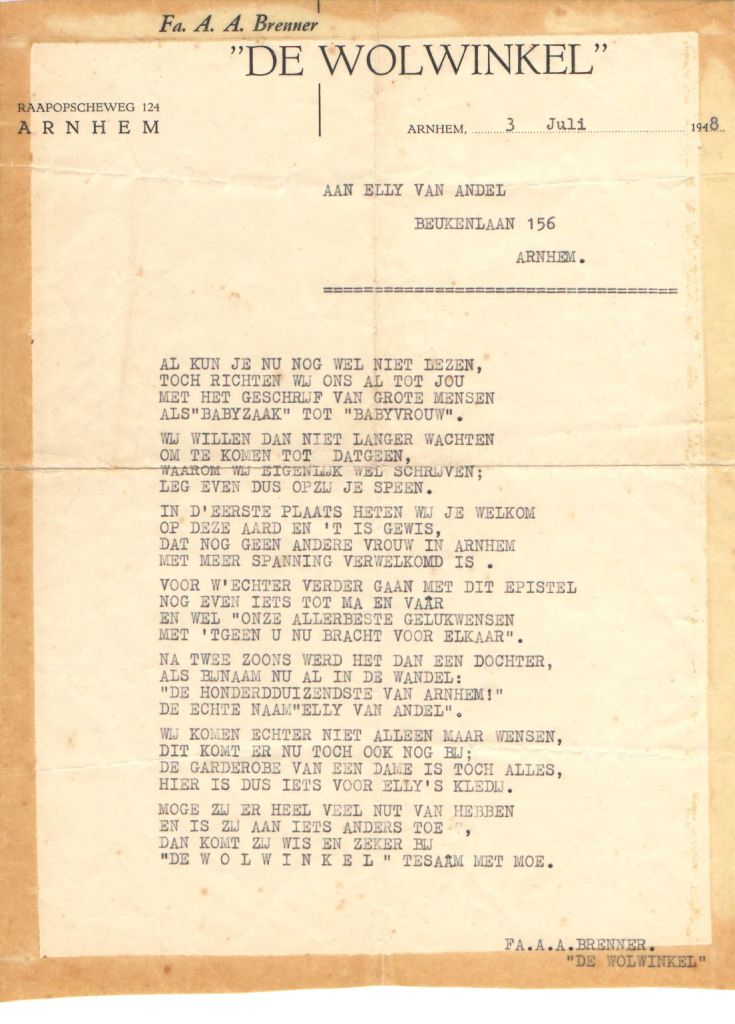 Fa. A. A. Brenner
"DE WOLWINKEL"
RAAPOPSCHEWEG 124
ARNHEM
ARNHEM, 3 Juli 1948.
AAN ELLY VAN ANDEL
BEUKENLAAN 156
ARNHEM.
AL KUN JE NU NOG WEL NIET LEZEN,
TOCH RICHTEN WIJ ONS AL TOT JOU
MET HET GESCHRIJF VAN GROTE MENSEN
ALS"BABYZAAK" TOT "BABYVROUW".
WIJ WILLEN DAN NIET LANGER WACHTEN
OM TE KOMEN TOT DATGEEN,
WAAROM WIJ EIGENLIJK WEL SCHRIJVEN;
LEG EVEN DUS OPZIJ JE SPEEN.
IN D'EERSTE PLAATS HETEN WIJ JE WELKOM
OP DEZE AARD EN 'T IS GEWIS,
DAT NOG GEEN ANDERE VROUW IN ARNHEM
MET MEER SPANNING VERWELKOMD IS .
VOOR W'ECHTER VERDER GAAN MET DIT EPISTEL
NOG EVEN IETS TOT MA EN VAAR
EN WEL "ONZE ALLERBESTE GELUKWENSEN
MET 'TGEEN U NU BRACHT VOOR ELKAAR".
NA TWEE ZOONS WERD HET DAN EEN DOCHTER,
ALS BIJNAAM NU AL IN DE WANDEL:
"DE HONDERDDUIZENDSTE VAN ARNHEM!"
DE ECHTE NAAM"ELLY VAN ANDEL".
WIJ KOMEN ECHTER NIET ALLEEN MAAR WENSEN,
DIT KOMT ER NU TOCH OOK NOG BIJ;
DE GARDEROBE VAN EEN DAME IS TOCH ALLES,
HIER IS DUS IETS VOOR ELLY'S KLEDIJ.
MOGE ZIJ ER HEEL VEEL NUT VAN HEBBEN
EN IS ZIJ AAN IETS ANDERS TOE ,
DAN KOMT ZIJ WIS EN ZEKER BIJ
"DE W O L W I N K E L " TESAAM MET MOE.
FA.A.A.BRENNER.
"DE WOLWINKEL"